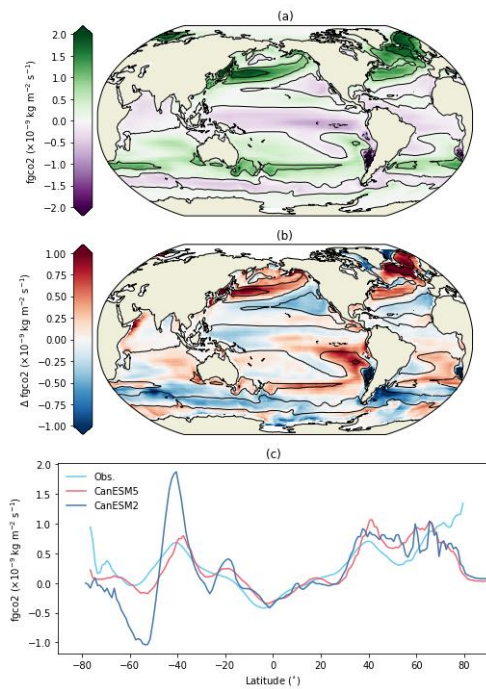 (a)
2.0
1.5
1.0
0.5
0.0
−0.5
−1.0
−1.5
−2.0
fgco2 (×10⁻⁹ kg m⁻² s⁻¹)
(b)
1.00
0.75
0.50
0.25
0.00
−0.25
−0.50
−0.75
−1.00
Δ fgco2 (×10⁻⁹ kg m⁻² s⁻¹)
(c)
2.0
1.5
1.0
0.5
0.0
−0.5
−1.0
fgco2 (×10⁻⁹ kg m⁻² s⁻¹)
Obs.
CanESM5
CanESM2
−80 −60 −40 −20 0 20 40 60 80
Latitude (°)